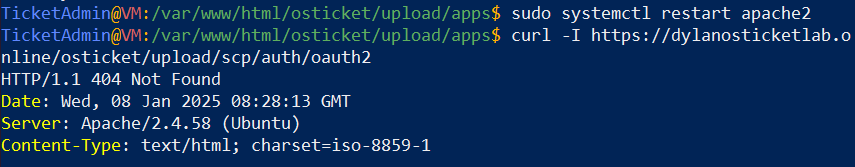 TicketAdmin@VM:/var/www/html/osticket/upload/apps$ sudo systemctl restart apache2
TicketAdmin@VM:/var/www/html/osticket/upload/apps$ curl -I https://dylanosticketlab.o
nline/osticket/upload/scp/auth/oauth2
HTTP/1.1 404 Not Found
Date: Wed, 08 Jan 2025 08:28:13 GMT
Server: Apache/2.4.58 (Ubuntu)
Content-Type: text/html; charset=iso-8859-1